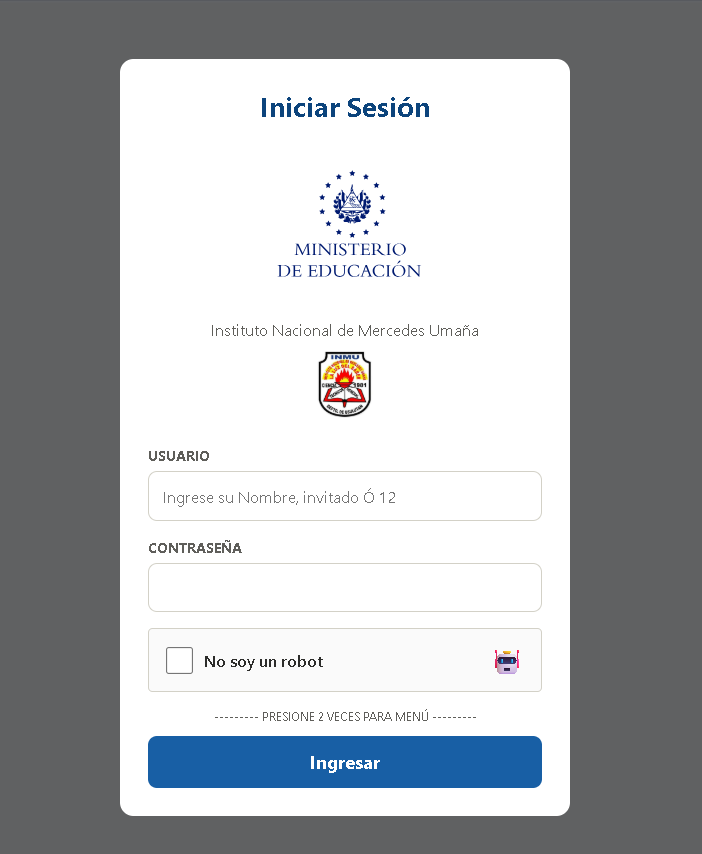 Iniciar Sesión
MINISTERIO
DE EDUCACIÓN
Instituto Nacional de Mercedes Umaña
INMU
1981
USUARIO
Ingrese su Nombre, invitado Ó 12
CONTRASEÑA
No soy un robot
--------- PRESIONE 2 VECES PARA MENÚ ---------
Ingresar